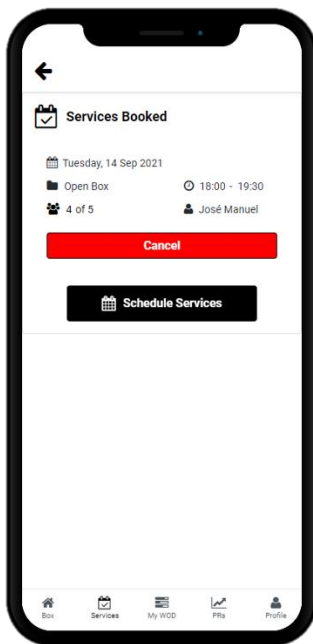 Services Booked
Tuesday, 14 Sep 2021
Open Box 18:00 - 19:30
4 of 5 José Manuel
Cancel
Schedule Services
Box Services My WOD PRs Profile